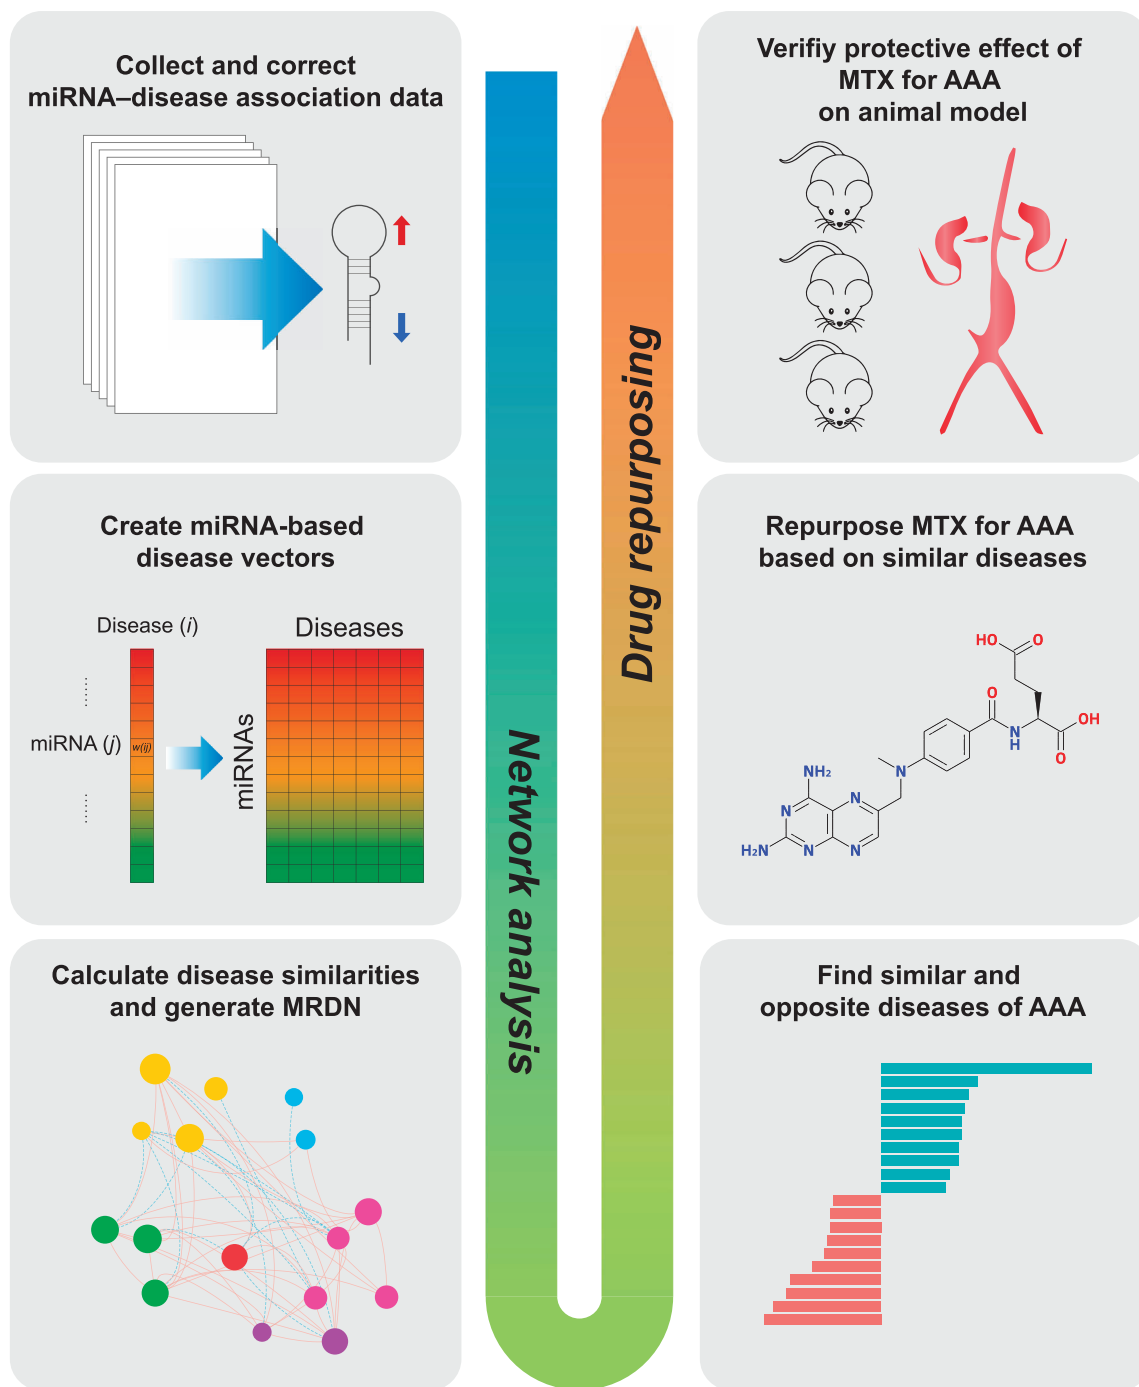 Collect and correct
miRNA–disease association data
Create miRNA-based
disease vectors
Disease (i)
Diseases
miRNA (j)
w(ij)
miRNAs
Calculate disease similarities
and generate MRDN
Network analysis
Drug repurposing
Verifiy protective effect of
MTX for AAA
on animal model
Repurpose MTX for AAA
based on similar diseases
HO
O
O
OH
N
H
O
NH₂
N
N
N
H₂N
N
N
Find similar and
opposite diseases of AAA